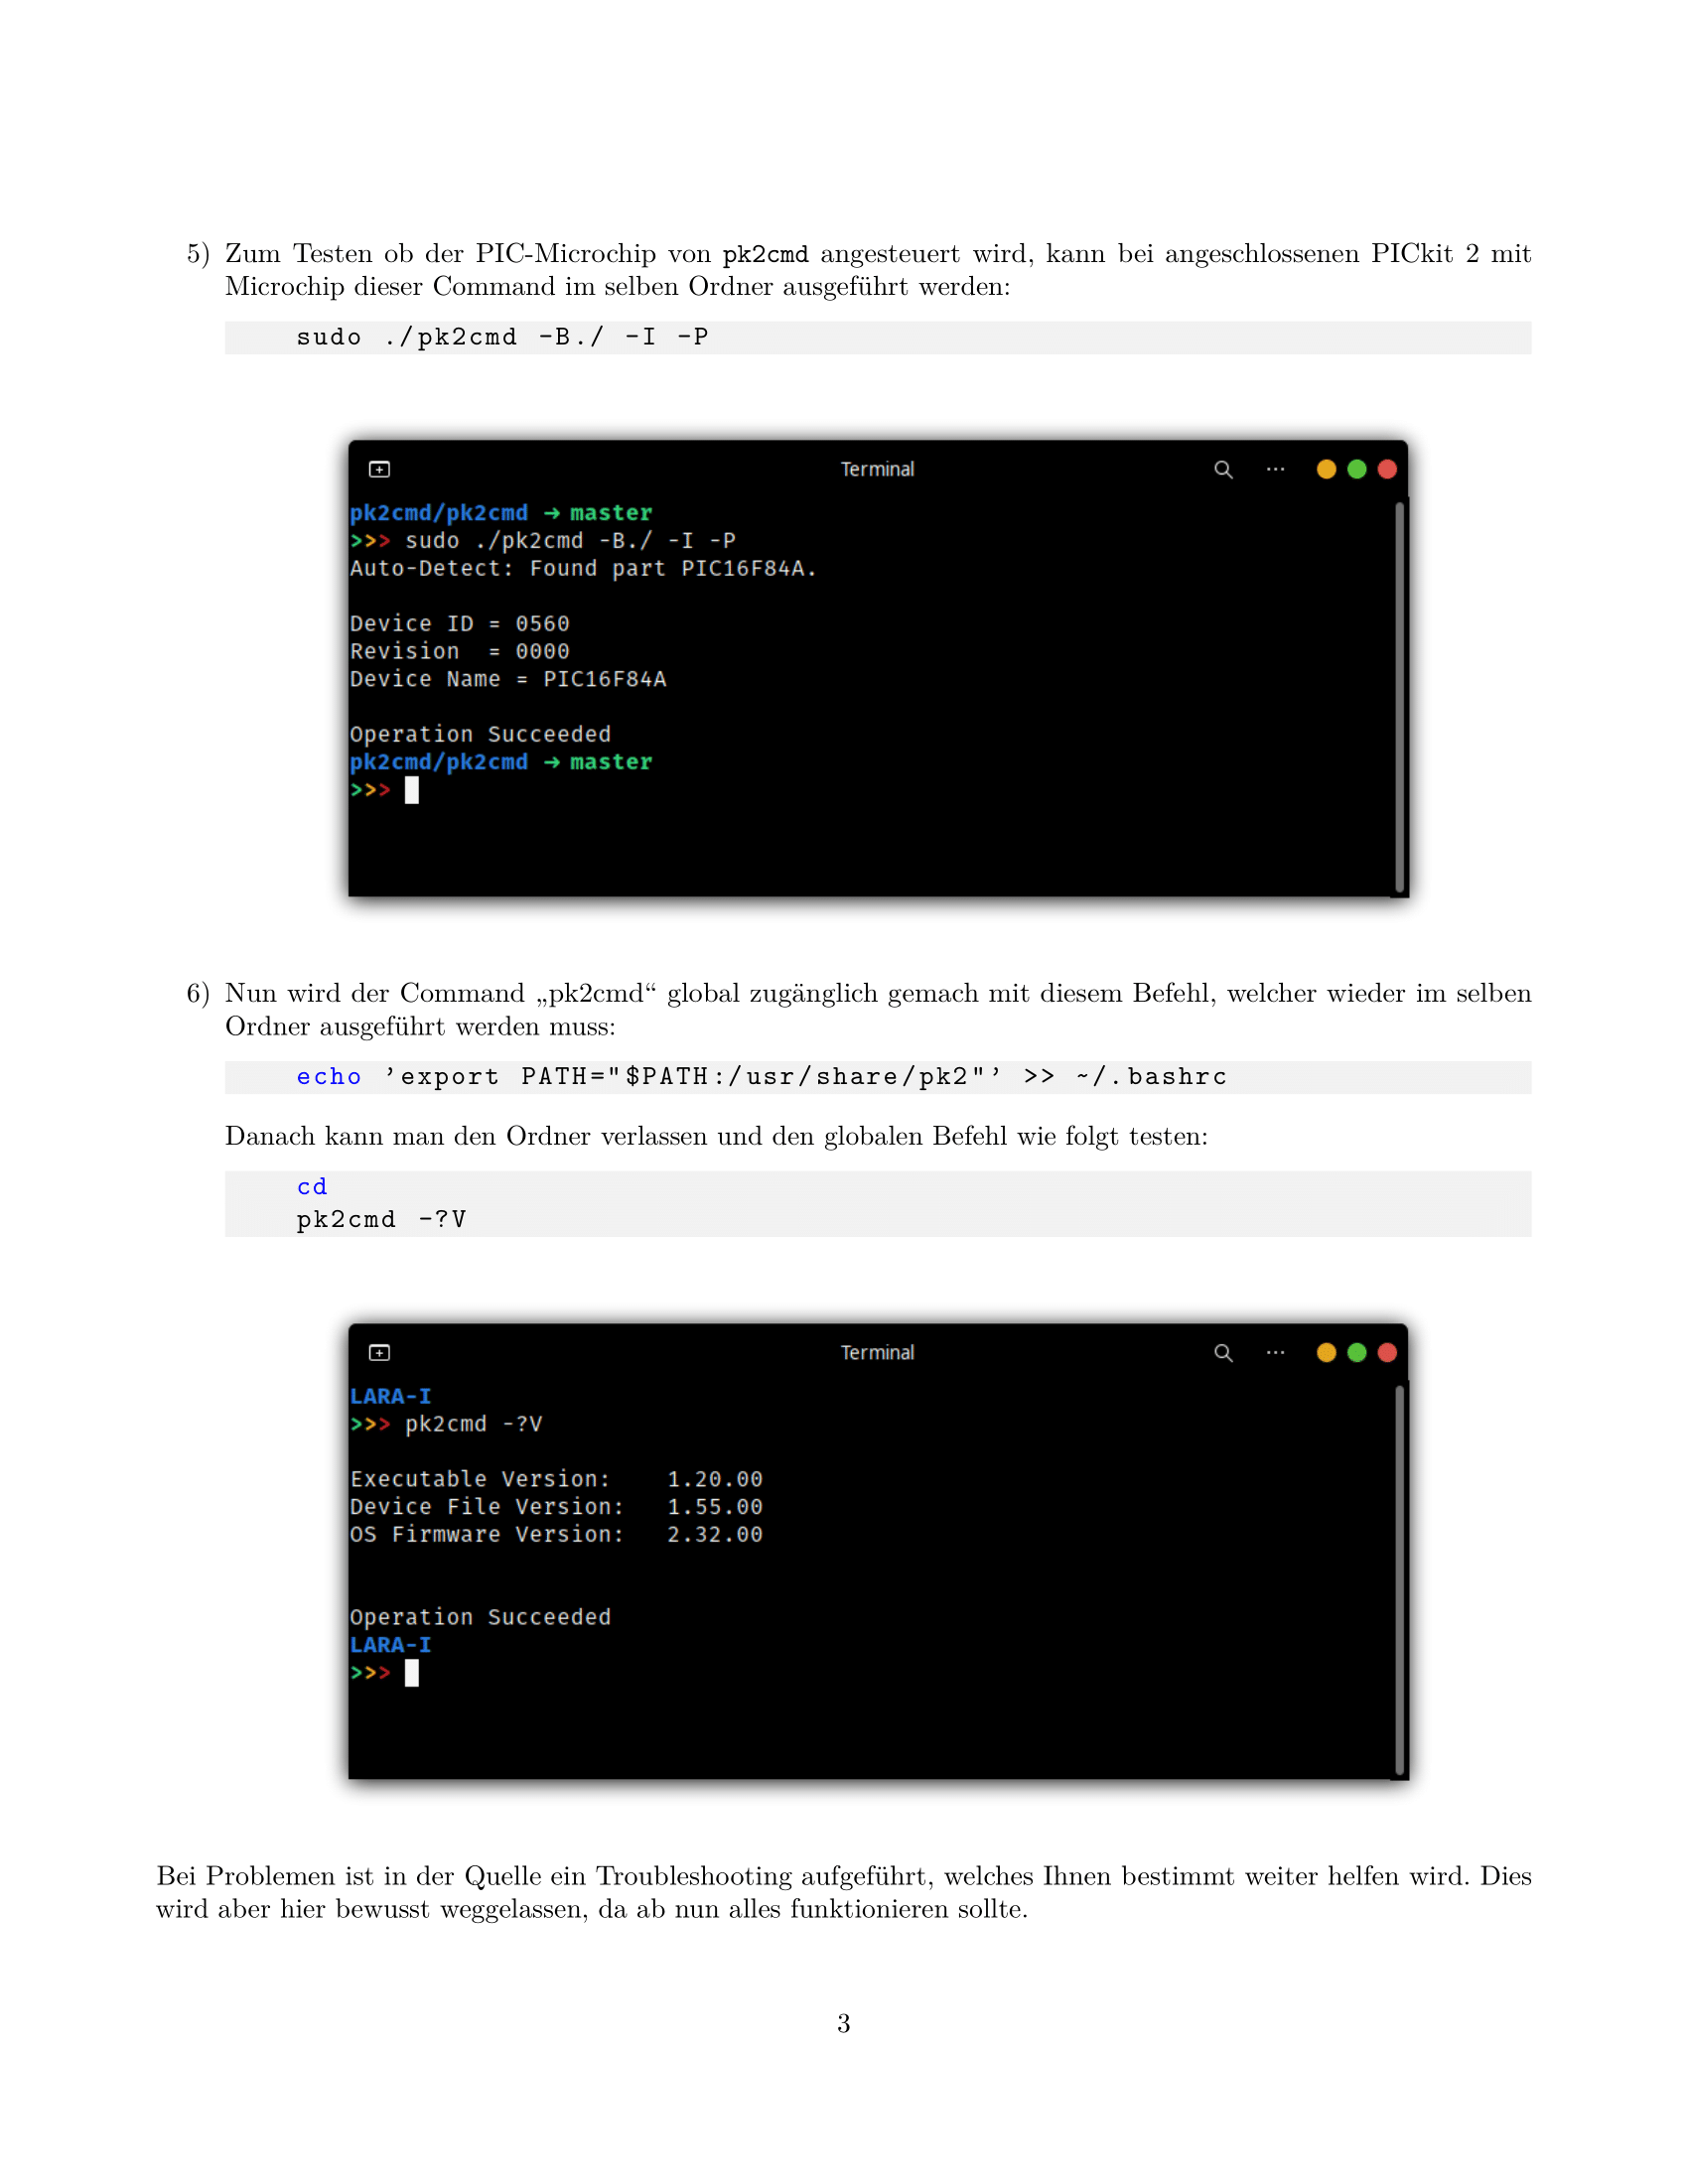 5) Zum Testen ob der PIC-Microchip von pk2cmd angesteuert wird, kann bei angeschlossenen PICkit 2 mit
Microchip dieser Command im selben Ordner ausgeführt werden:
sudo ./pk2cmd -B./ -I -P
Terminal
pk2cmd/pk2cmd → master
>>> sudo ./pk2cmd -B./ -I -P
Auto-Detect: Found part PIC16F84A.
Device ID = 0560
Revision  = 0000
Device Name = PIC16F84A
Operation Succeeded
pk2cmd/pk2cmd → master
>>>
6) Nun wird der Command „pk2cmd“ global zugänglich gemach mit diesem Befehl, welcher wieder im selben
Ordner ausgeführt werden muss:
echo ’export PATH="$PATH:/usr/share/pk2"’ >> ~/.bashrc
Danach kann man den Ordner verlassen und den globalen Befehl wie folgt testen:
cd
pk2cmd -?V
Terminal
LARA-I
>>> pk2cmd -?V
Executable Version:    1.20.00
Device File Version:   1.55.00
OS Firmware Version:   2.32.00
Operation Succeeded
LARA-I
>>>
Bei Problemen ist in der Quelle ein Troubleshooting aufgeführt, welches Ihnen bestimmt weiter helfen wird. Dies
wird aber hier bewusst weggelassen, da ab nun alles funktionieren sollte.
3